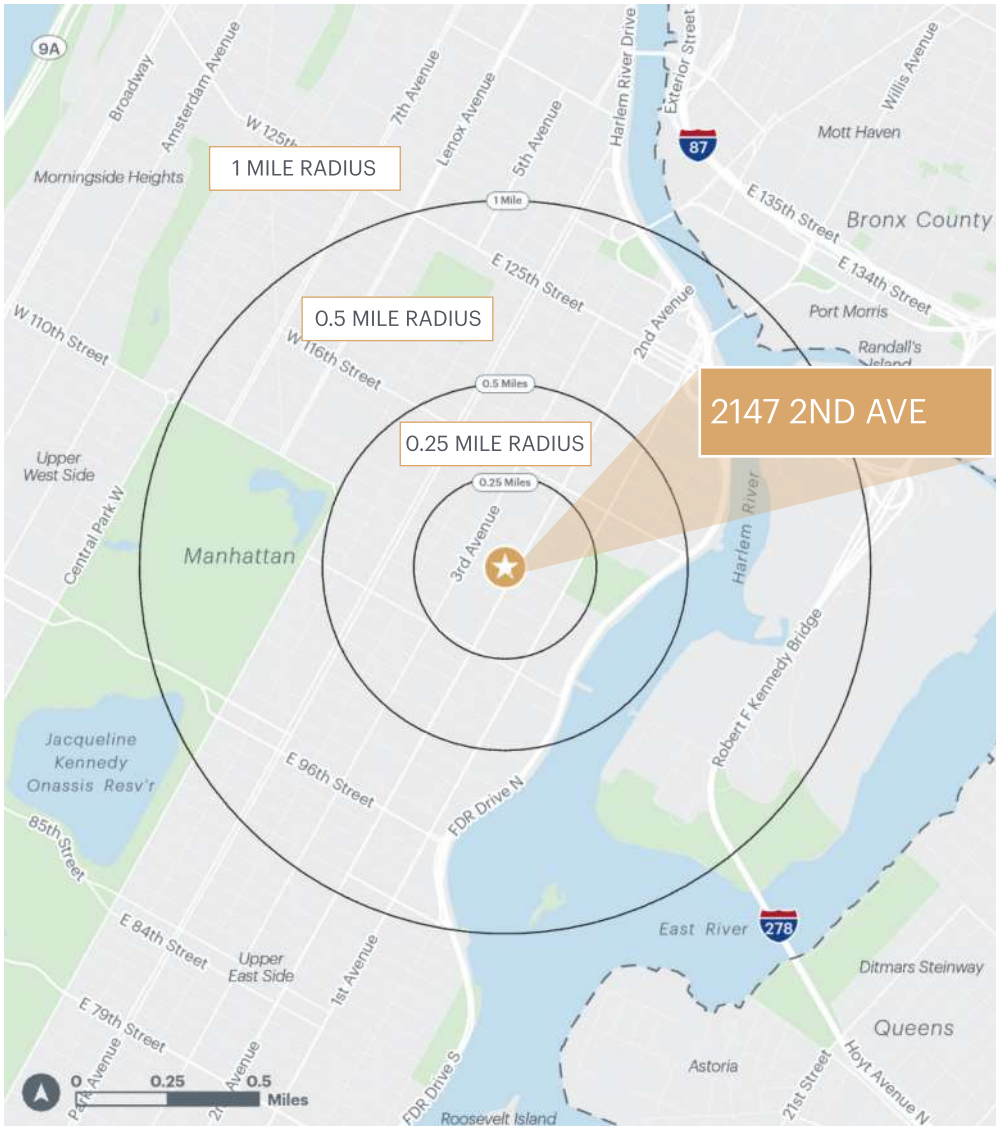 9A
Broadway
Amsterdam Avenue
7th Avenue
Lenox Avenue
5th Avenue
Harlem River Drive
Exterior Street
Willis Avenue
87
Mott Haven
W 125th
Morningside Heights
1 MILE RADIUS
1 Mile
E 135th Street
Bronx County
E 125th Street
E 134th Street
2nd Avenue
Port Morris
W 110th Street
0.5 MILE RADIUS
W 116th Street
Randall's
Island
0.5 Miles
2147 2ND AVE
0.25 MILE RADIUS
Upper
West Side
0.25 Miles
Central Park W
3rd Avenue
Harlem River
Manhattan
Robert F Kennedy Bridge
Jacqueline
Kennedy
Onassis Resv'r
E 96th Street
FDR Drive N
85th Street
E 84th Street
East River
278
Upper
East Side
1st Avenue
Ditmars Steinway
E 79th Street
Queens
Park Avenue
Avenue
FDR Drive S
Astoria
21st Street
Hoyt Avenue N
0 0.25 0.5
Miles
Roosevelt Island